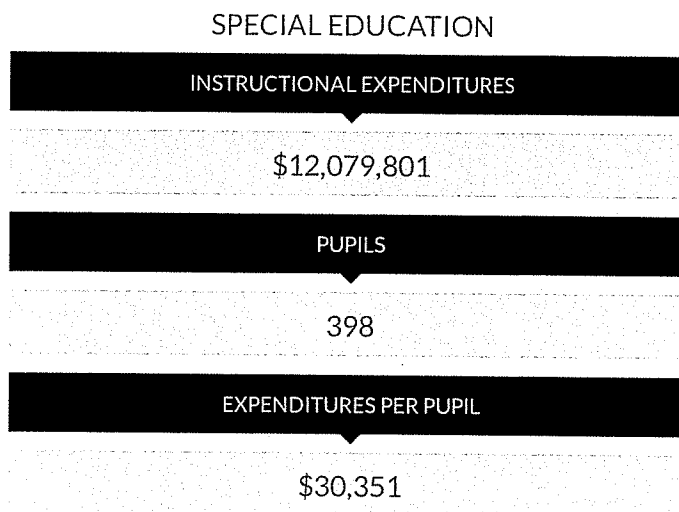 SPECIAL EDUCATION
INSTRUCTIONAL EXPENDITURES
$12,079,801
PUPILS
398
EXPENDITURES PER PUPIL
$30,351